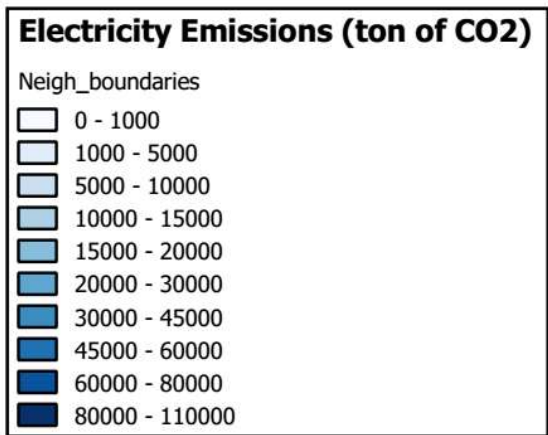 Electricity Emissions (ton of CO2)
Neigh_boundaries
0 - 1000
1000 - 5000
5000 - 10000
10000 - 15000
15000 - 20000
20000 - 30000
30000 - 45000
45000 - 60000
60000 - 80000
80000 - 110000